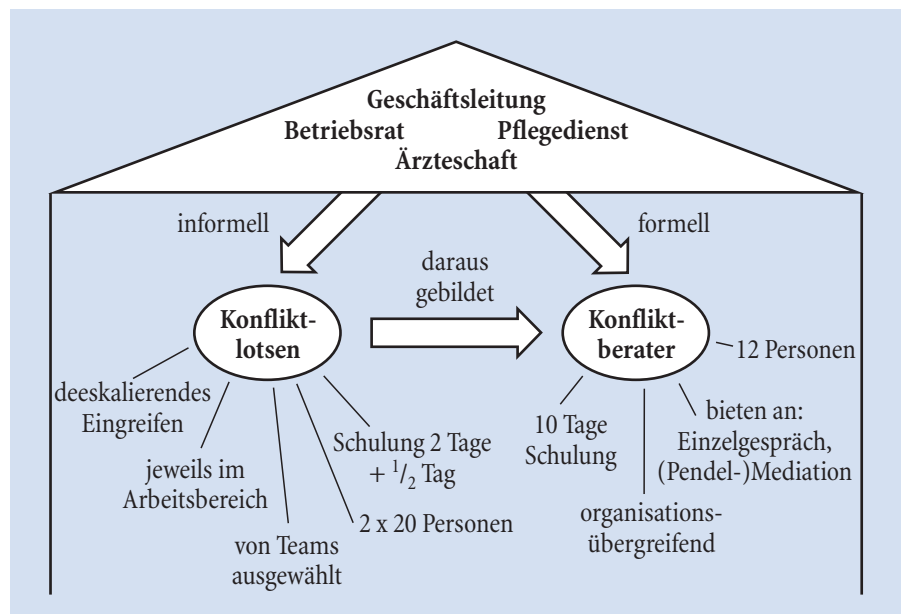 Geschäftsleitung
Betriebsrat Pflegedienst
Ärzteschaft
informell
formell
daraus
gebildet
Konflikt-
lotsen
Konflikt-
berater
deeskalierendes
Eingreifen
jeweils im
Arbeitsbereich
von Teams
ausgewählt
2 x 20 Personen
Schulung 2 Tage
+ 1/2 Tag
10 Tage
Schulung
organisations-
übergreifend
bieten an:
Einzelgespräch,
(Pendel-)Mediation
12 Personen